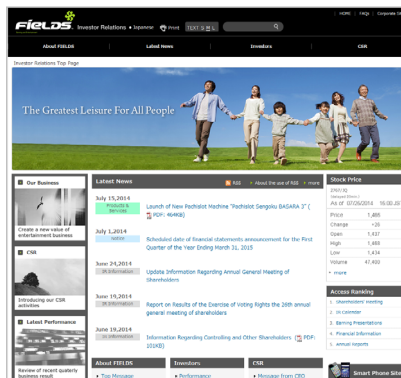 HOME | FAQs | Corporate
FIELDS. Investor Relations Japanese Print TEXT S M L
About FIELDS
Latest News
Investors
CSR
Investor Relations Top Page
The Greatest Leisure For All People
Our Business
Create a new value of entertainment business
CSR
Introducing our CSR activities
Latest Performance
Review of recent quarterly business result
Latest News
RSS About the use of RSS more
July 15,2014
Products & Services
Launch of New Pachislot Machine "Pachislot Sengoku BASARA 3" (
PDF: 464KB)
July 1,2014
Notice
Scheduled date of financial statements announcement for the First
Quarter of the Year Ending March 31, 2015
June 24,2014
IR Information
Update Information Regarding Annual General Meeting of
Shareholders
June 19,2014
IR Information
Report on Results of the Exercise of Voting Rights the 26th annual
general meeting of shareholders
June 19,2014
IR Information
Information Regarding Controlling and Other Shareholders ( PDF:
191KB)
About FIELDS
Top Message
Investors
Performance
CSR
Message from CEO
Stock Price
As of 07/25/2014 15:00
Price 1,466
Change
Open 1,437
High 1,466
Low 1,434
Volume 47,400
more
Access Ranking
1. Shareholders' Meeting
2. IR Calendar
3. Earning Presentations
4. Financial Information
5. Annual Reports
Smart Phone Site